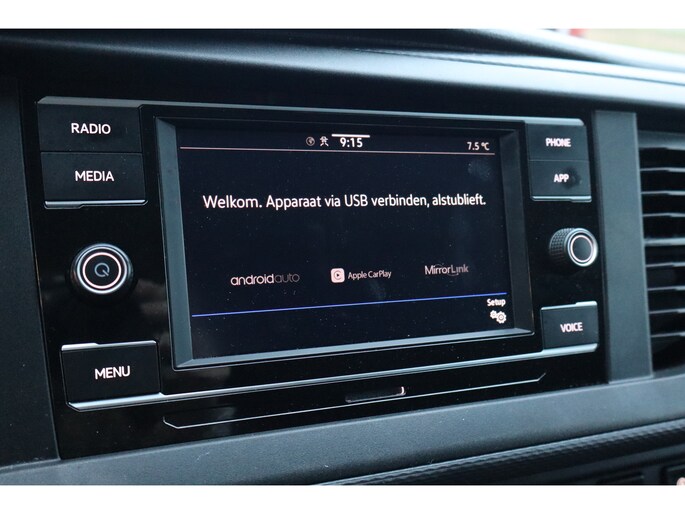 RADIO
MEDIA
MENU
9:15
7.5 °C
Welkom. Apparaat via USB verbinden, alstublieft.
androidauto
Apple CarPlay
MirrorLink
Setup
PHONE
APP
VOICE